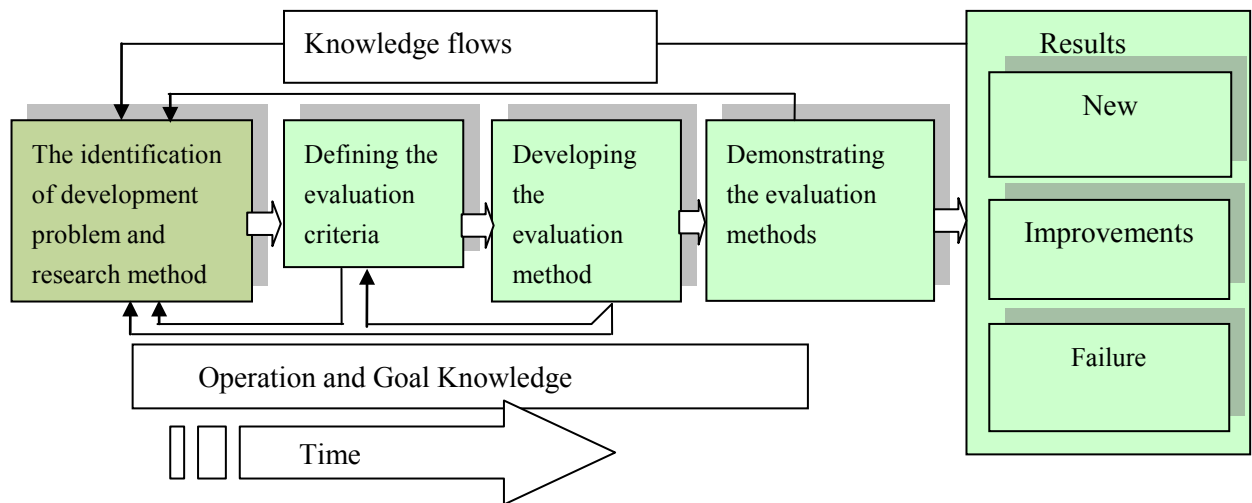 Knowledge flows
The identification
of development
problem and
research method
Defining the
evaluation
criteria
Developing
the
evaluation
method
Demonstrating
the evaluation
methods
Results
New
Improvements
Failure
Operation and Goal Knowledge
Time